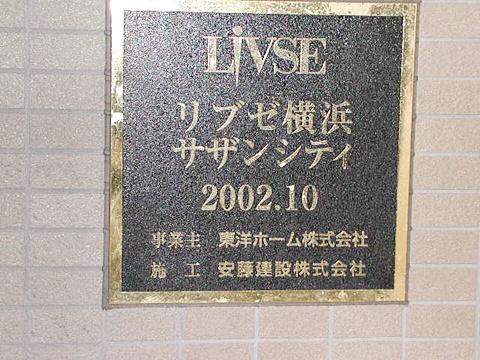 LiVSE
リブゼ横浜
サザンシティ
2002.10
事業主 東洋ホーム株式会社
施 工 安藤建設株式会社